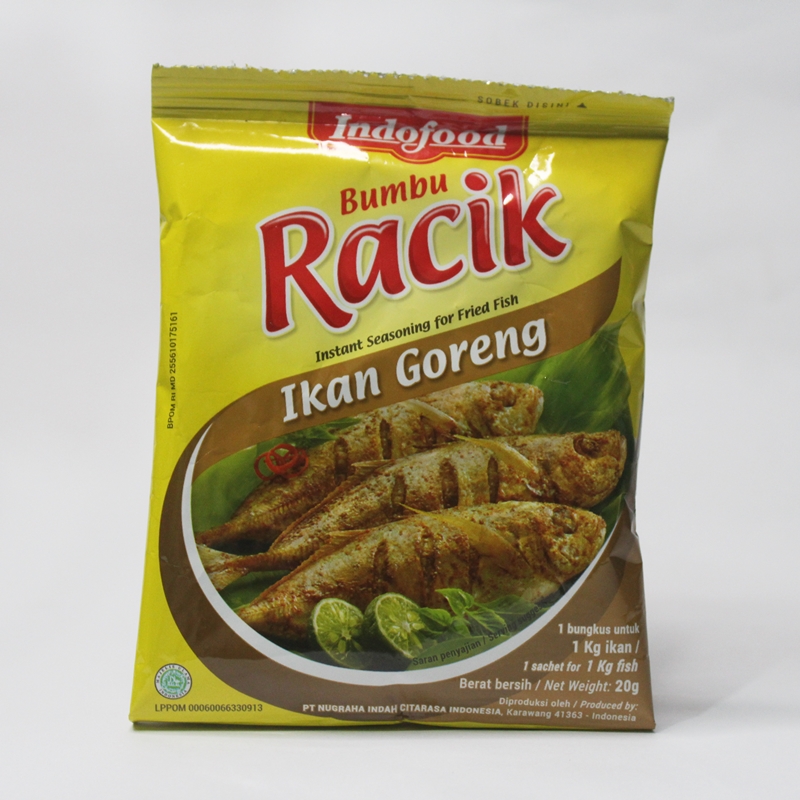 SOBEK DISINI
Indofood
Bumbu
Racik
Instant Seasoning for Fried Fish
Ikan Goreng
BPOM RI MD 255610175161
Saran penyajian /
1 bungkus untuk
1 Kg ikan /
1 sachet for 1 Kg fish
Berat bersih / Net Weight: 20g
Diproduksi oleh / Produced by:
PT NUGRAHA INDAH CITARASA INDONESIA, Karawang 41363 - Indonesia
LPPOM 00060066330913